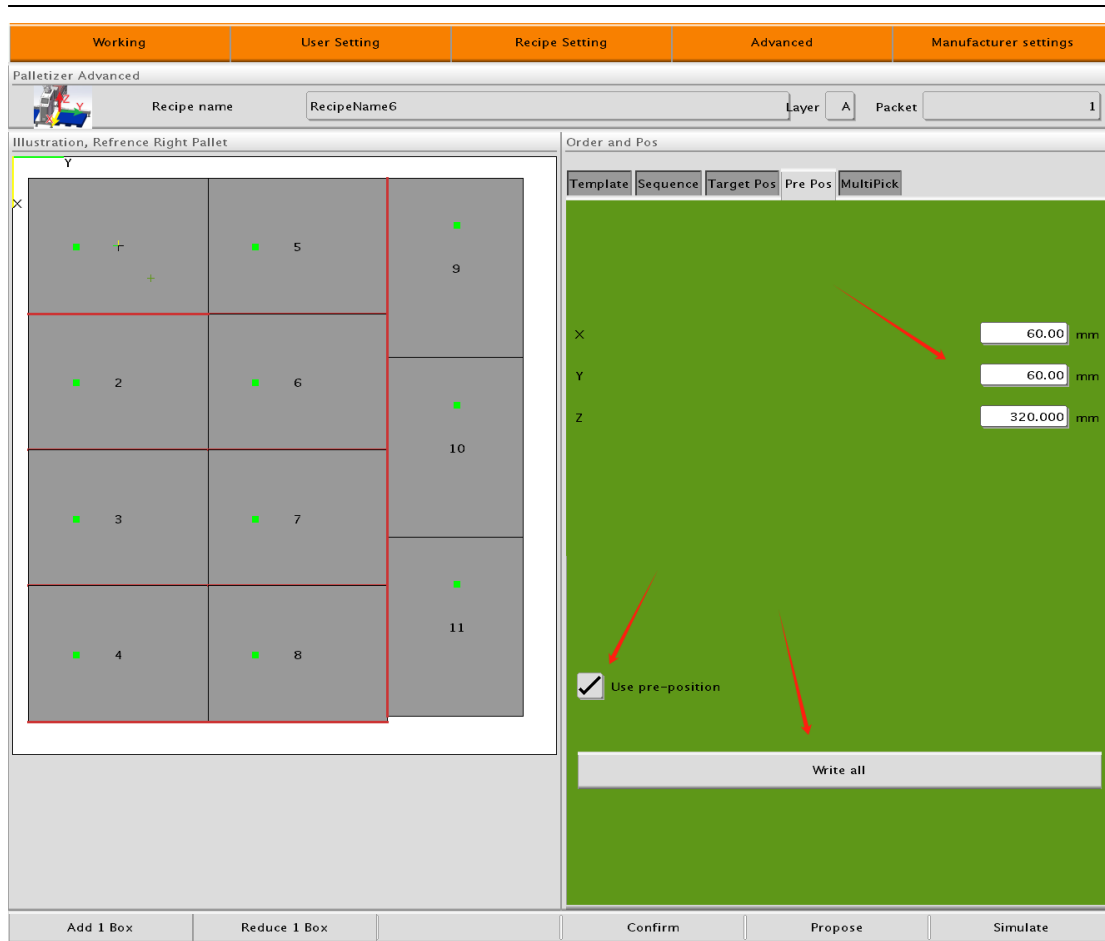 Working User Setting Recipe Setting Advanced Manufacturer settings
Palletizer Advanced
Recipe name RecipeName6 Layer A Packet 1
Illustration, Refrence Right Pallet
Order and Pos
Y
X
Template Sequence Target Pos Pre Pos MultiPick
5
9
2
6
10
3
7
11
4
8
X 60.00 mm
Y 60.00 mm
Z 320.000 mm
Use pre-position
Write all
Add 1 Box Reduce 1 Box Confirm Propose Simulate